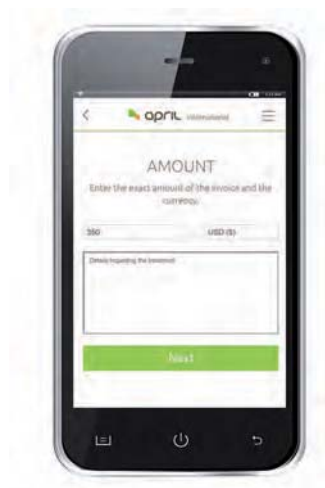 april international
AMOUNT
Enter the exact amount of the invoice and the
currency.
350 USD ($)
Details regarding the treatment
Next